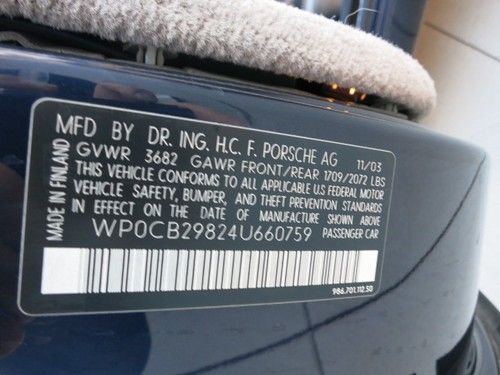 MFD BY DR. ING. H.C. F. PORSCHE AG 11/03
GVWR 3682 GAWR FRONT/REAR 1709/2072 LBS
THIS VEHICLE CONFORMS TO ALL APPLICABLE US FEDERAL MOTOR
VEHICLE SAFETY, BUMPER, AND THEFT PREVENTION STANDARDS
IN EFFECT ON THE DATE OF MANUFACTURE SHOWN ABOVE
WP0CB29824U660759 PASSENGER CAR
MADE IN FINLAND
986.701.112.50